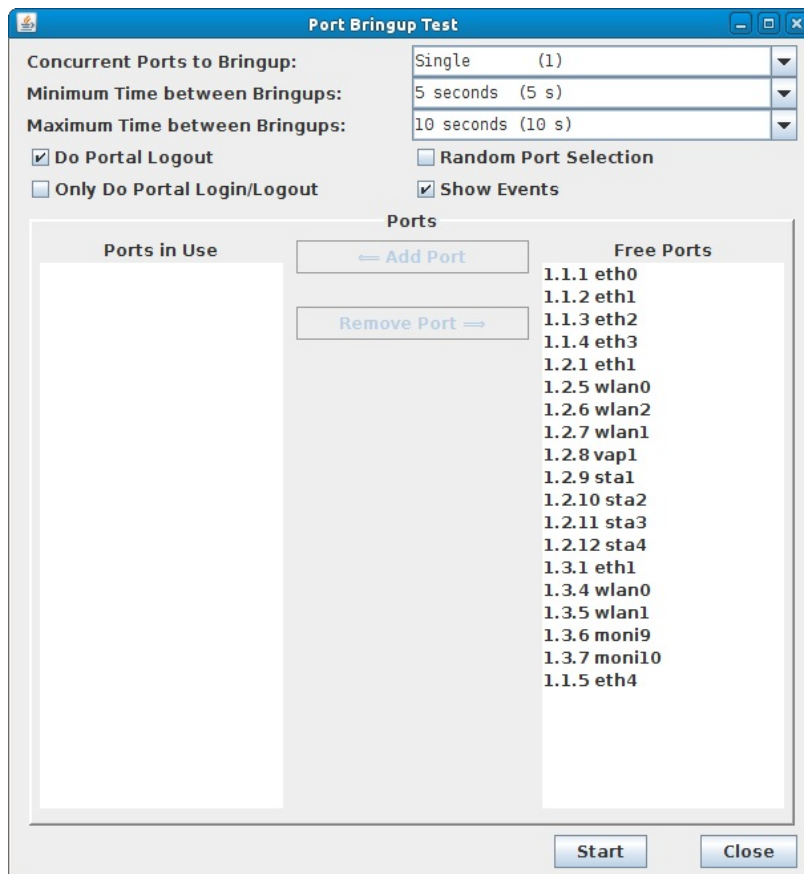 Port Bringup Test
Concurrent Ports to Bringup: Single (1)
Minimum Time between Bringups: 5 seconds (5 s)
Maximum Time between Bringups: 10 seconds (10 s)
Do Portal Logout Random Port Selection
Only Do Portal Login/Logout Show Events
Ports
Ports in Use
⟸ Add Port
Remove Port ⟹
Free Ports
1.1.1 eth0
1.1.2 eth1
1.1.3 eth2
1.1.4 eth3
1.2.1 eth1
1.2.5 wlan0
1.2.6 wlan2
1.2.7 wlan1
1.2.8 vap1
1.2.9 sta1
1.2.10 sta2
1.2.11 sta3
1.2.12 sta4
1.3.1 eth1
1.3.4 wlan0
1.3.5 wlan1
1.3.6 moni9
1.3.7 moni10
1.1.5 eth4
Start Close